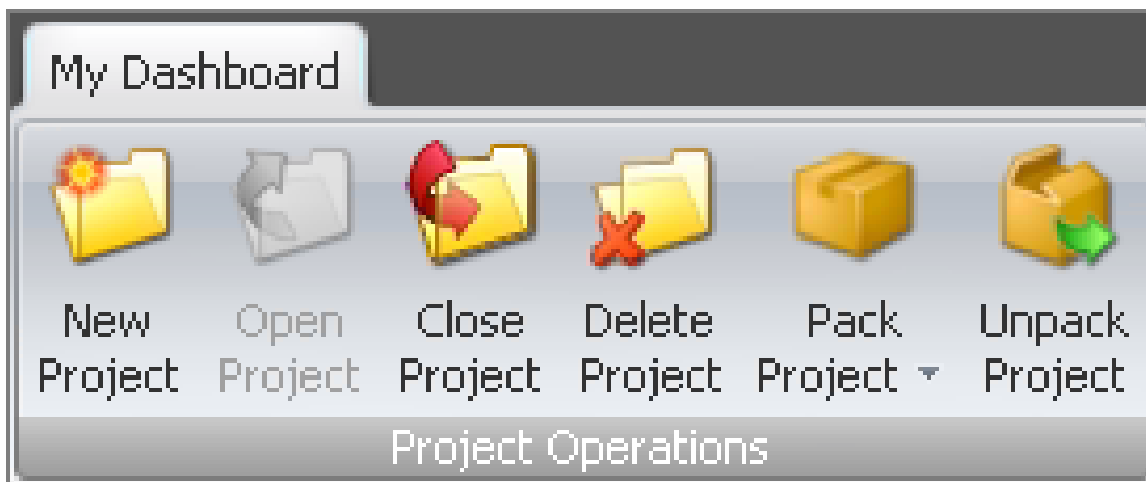 My Dashboard
New Open Close Delete Pack Unpack
Project Project Project Project Project Project
Project Operations